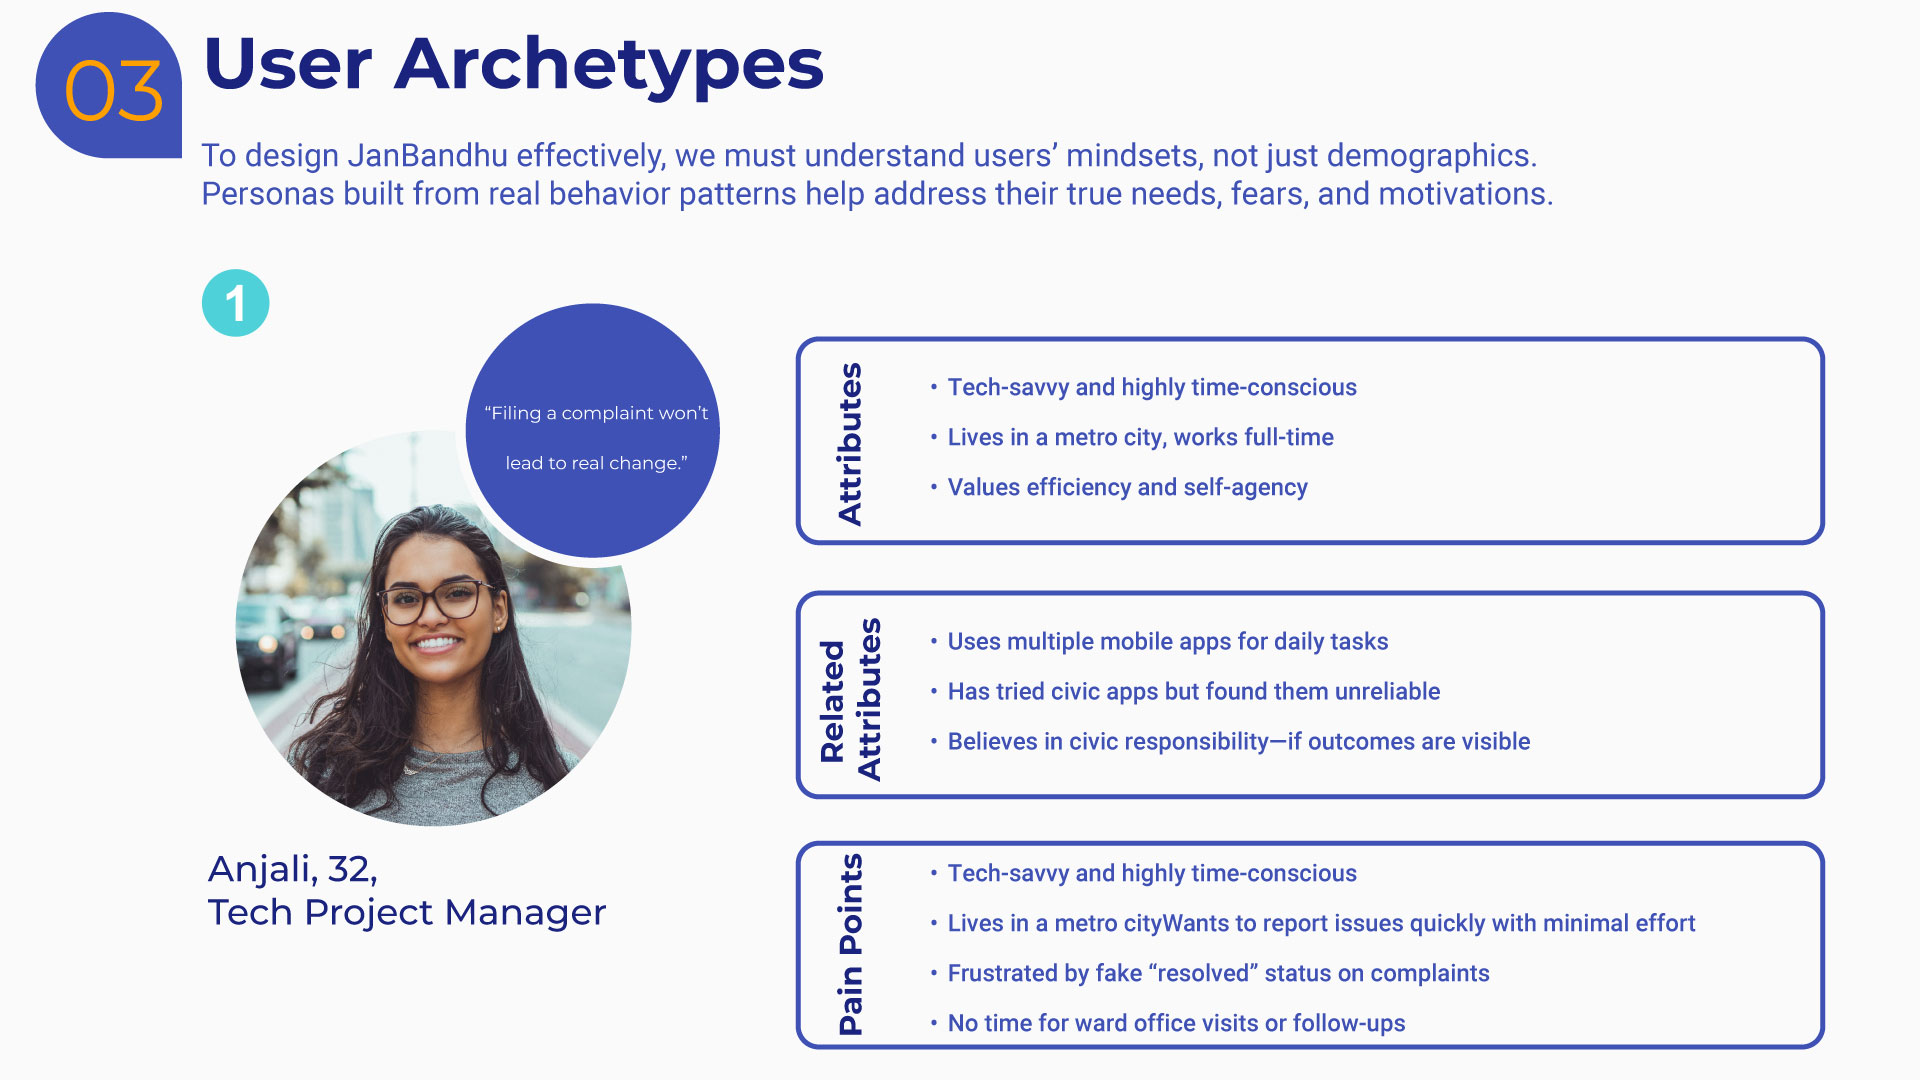 03
User Archetypes
To design JanBandhu effectively, we must understand users’ mindsets, not just demographics.
Personas built from real behavior patterns help address their true needs, fears, and motivations.
1
“Filing a complaint won’t
lead to real change.”
Anjali, 32,
Tech Project Manager
Attributes
• Tech-savvy and highly time-conscious
• Lives in a metro city, works full-time
• Values efficiency and self-agency
Related
Attributes
• Uses multiple mobile apps for daily tasks
• Has tried civic apps but found them unreliable
• Believes in civic responsibility—if outcomes are visible
Pain Points
• Tech-savvy and highly time-conscious
• Lives in a metro cityWants to report issues quickly with minimal effort
• Frustrated by fake “resolved” status on complaints
• No time for ward office visits or follow-ups